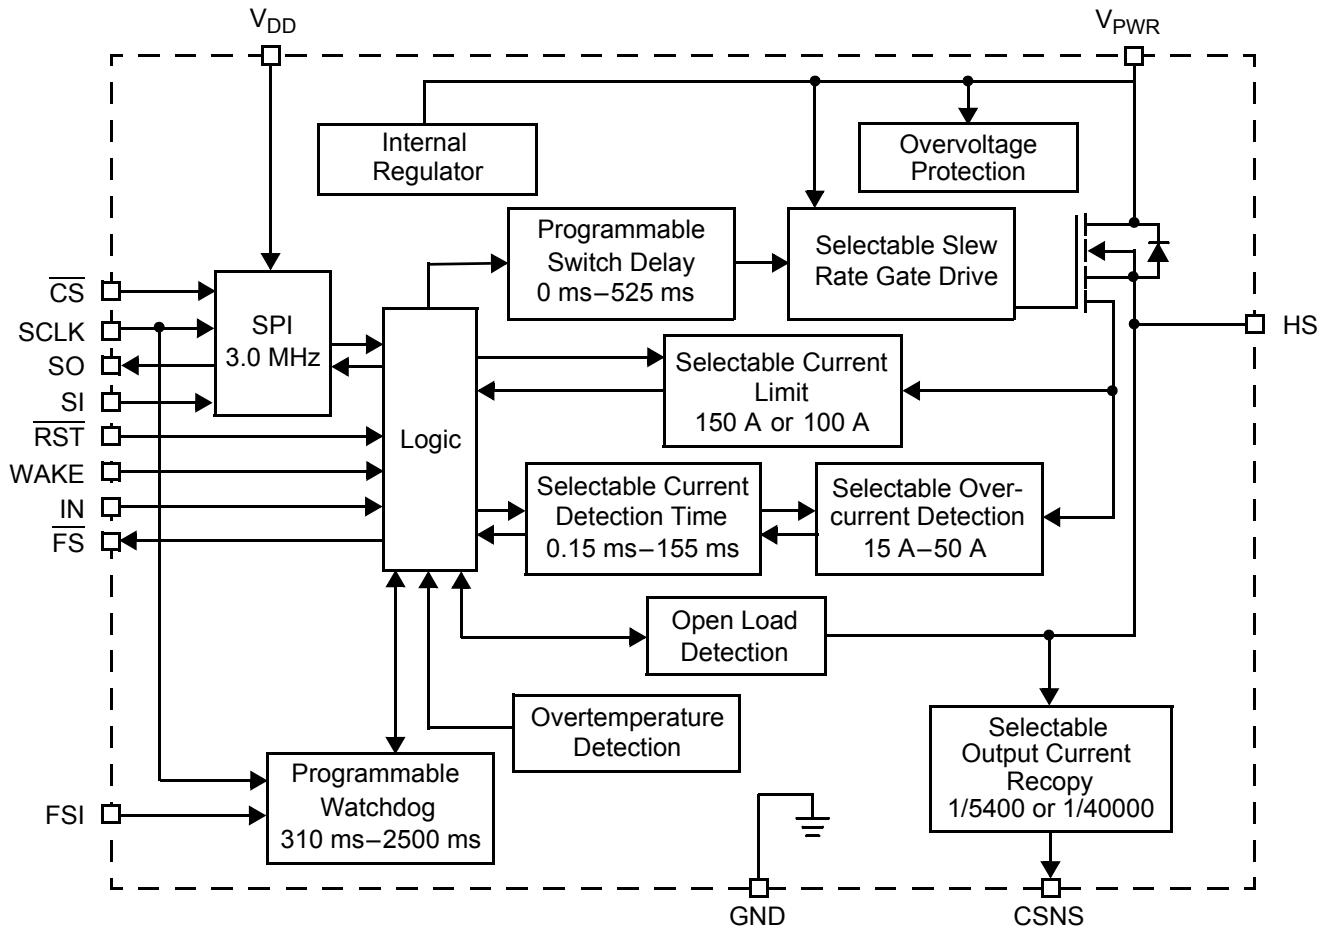 VDD
VPWR
Internal
Regulator
Overvoltage
Protection
Programmable
Switch Delay
0 ms–525 ms
Selectable Slew
Rate Gate Drive
CS
SCLK
SO
SI
RST
WAKE
IN
FS
SPI
3.0 MHz
Logic
Selectable Current
Limit
150 A or 100 A
HS
Selectable Current
Detection Time
0.15 ms–155 ms
Selectable Over-
current Detection
15 A–50 A
Open Load
Detection
Overtemperature
Detection
Programmable
Watchdog
310 ms–2500 ms
FSI
Selectable
Output Current
Recopy
1/5400 or 1/40000
GND
CSNS